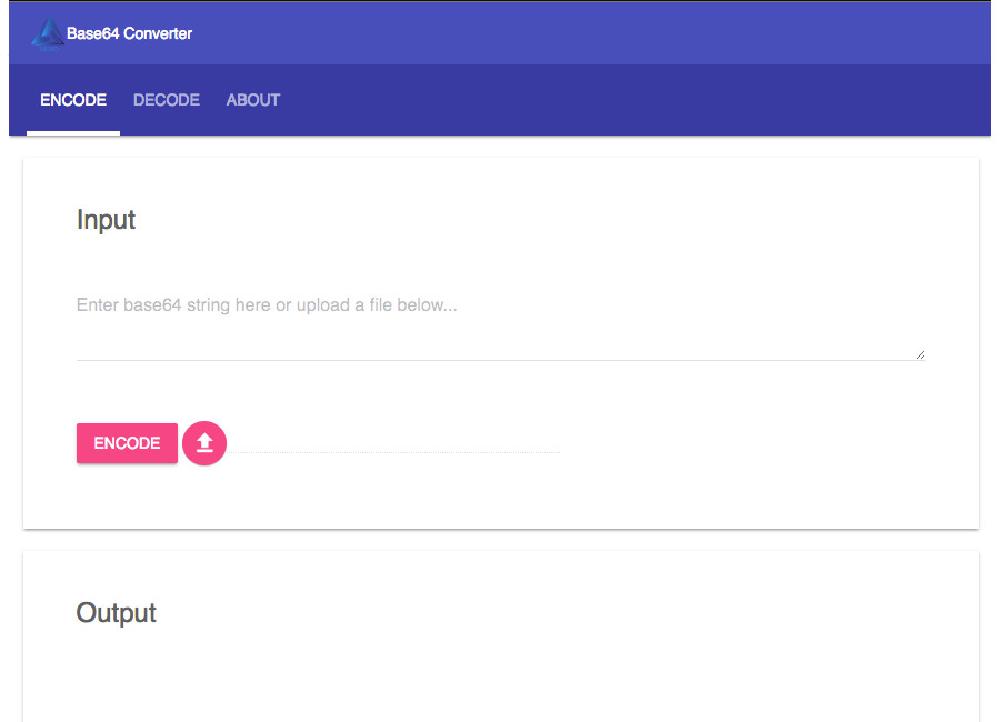 Base64 Converter
ENCODE DECODE ABOUT
Input
Enter base64 string here or upload a file below...
ENCODE
Output